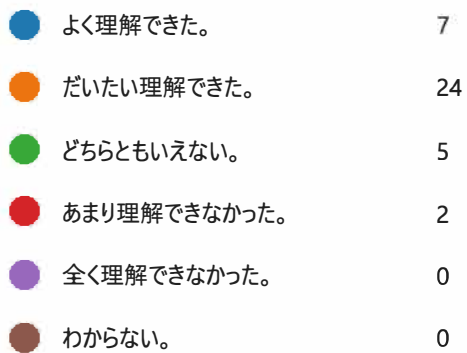 よく理解できた。 7
だいたい理解できた。 24
どちらともいえない。 5
あまり理解できなかった。 2
全く理解できなかった。 0
わからない。 0